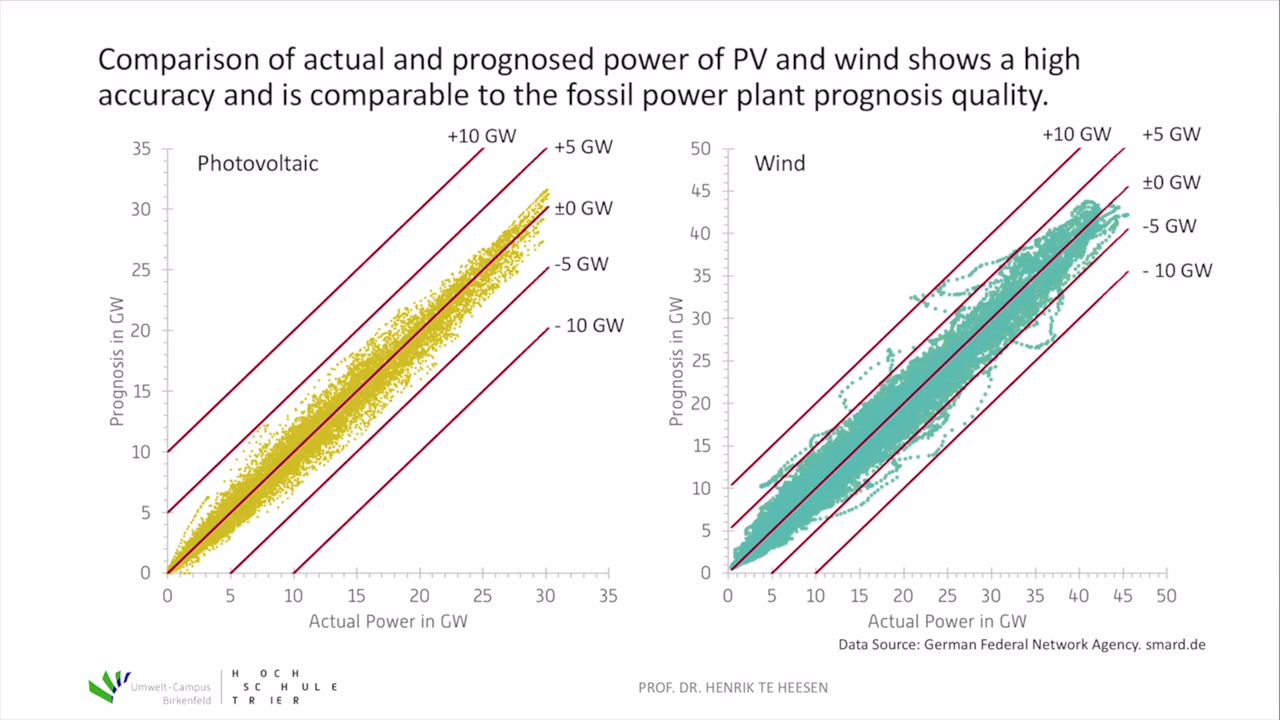 Comparison of actual and prognosed power of PV and wind shows a high
accuracy and is comparable to the fossil power plant prognosis quality.
Photovoltaic
+10 GW
+5 GW
±0 GW
-5 GW
- 10 GW
35
30
25
20
15
10
5
0
Prognosis in GW
0 5 10 15 20 25 30 35
Actual Power in GW
Wind
+10 GW
+5 GW
±0 GW
-5 GW
- 10 GW
50
45
40
35
30
25
20
15
10
5
0
Prognosis in GW
0 5 10 15 20 25 30 35 40 45 50
Actual Power in GW
Data Source: German Federal Network Agency. smard.de
Umwelt-Campus
Birkenfeld
HOCH
SCHULE
TRIER
PROF. DR. HENRIK TE HEESEN